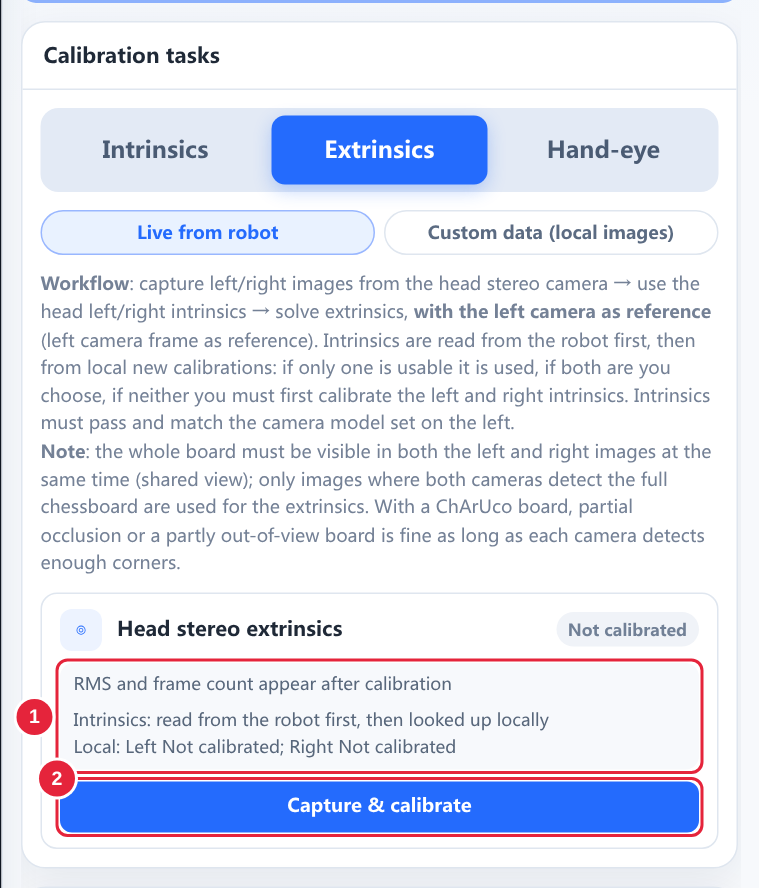 Calibration tasks
Intrinsics
Extrinsics
Hand-eye
Live from robot
Custom data (local images)
Workflow: capture left/right images from the head stereo camera → use the
head left/right intrinsics → solve extrinsics, with the left camera as reference
(left camera frame as reference). Intrinsics are read from the robot first, then
from local new calibrations: if only one is usable it is used, if both are you
choose, if neither you must first calibrate the left and right intrinsics. Intrinsics
must pass and match the camera model set on the left.
Note: the whole board must be visible in both the left and right images at the
same time (shared view); only images where both cameras detect the full
chessboard are used for the extrinsics. With a ChArUco board, partial
occlusion or a partly out-of-view board is fine as long as each camera detects
enough corners.
Head stereo extrinsics
Not calibrated
RMS and frame count appear after calibration
1
Intrinsics: read from the robot first, then looked up locally
Local: Left Not calibrated; Right Not calibrated
2
Capture & calibrate